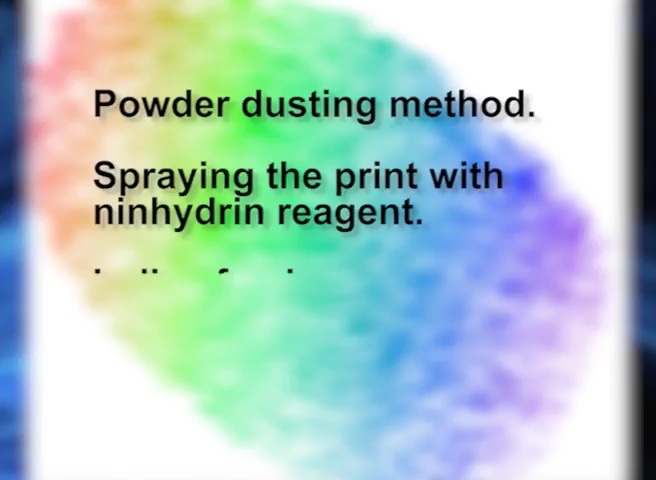 Powder dusting method.
Spraying the print with
ninhydrin reagent.